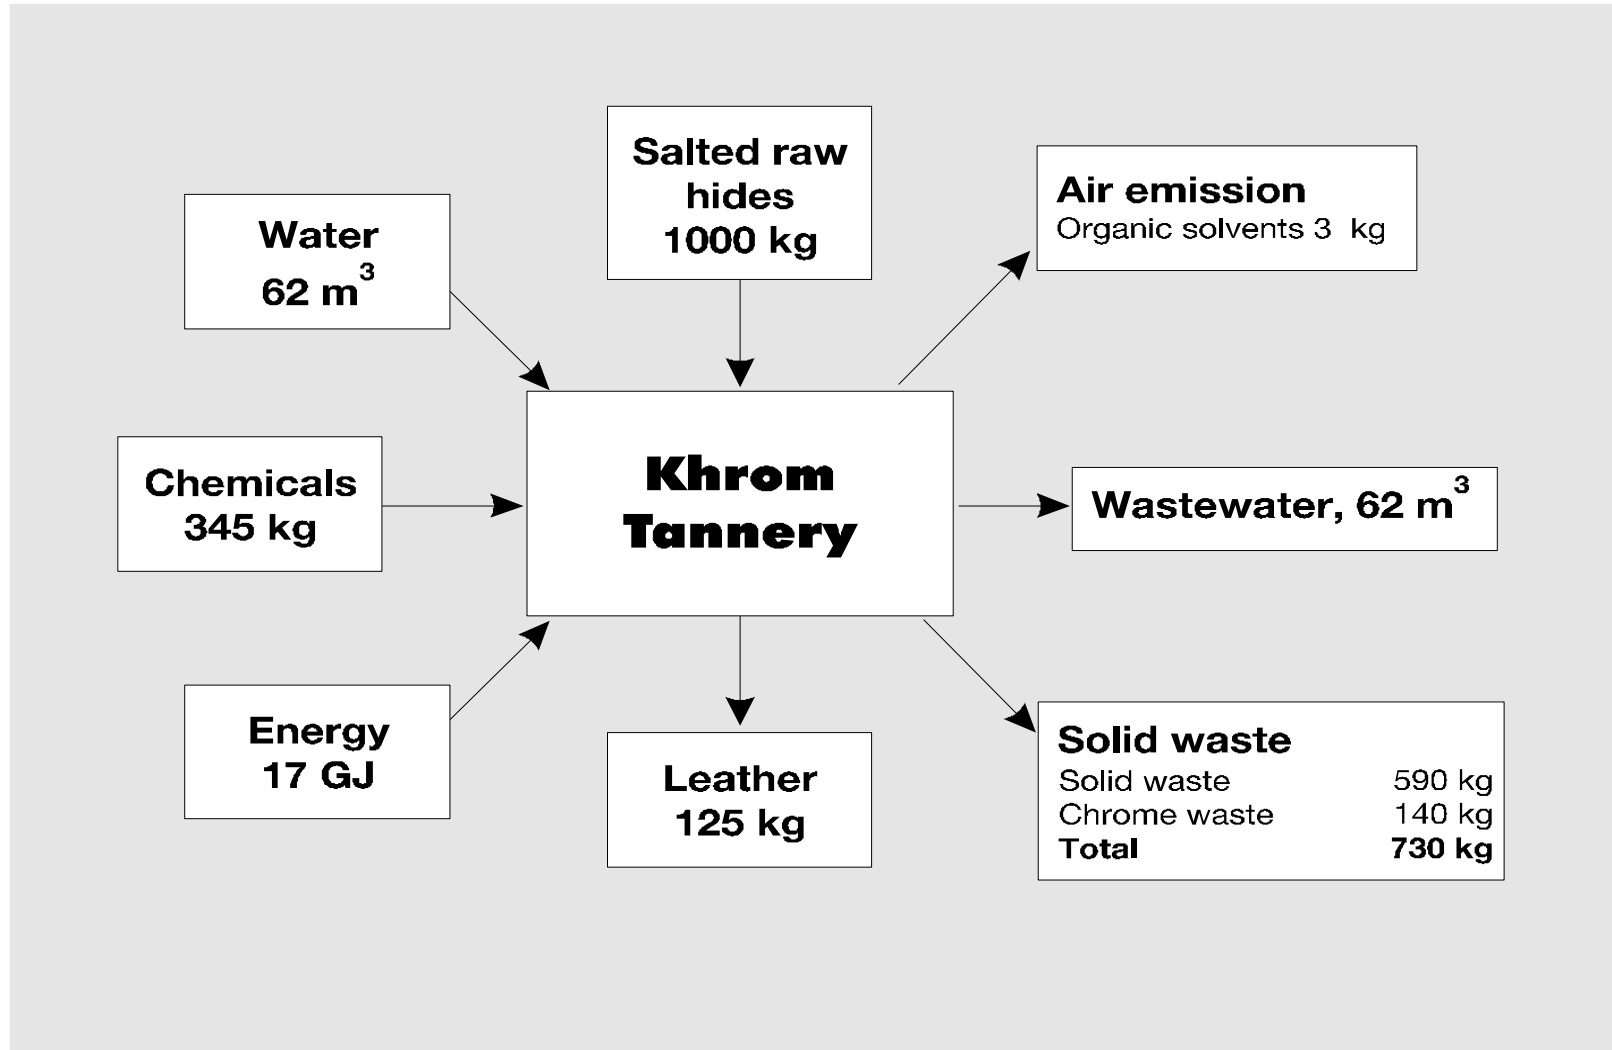 Salted raw
hides
1000 kg
Air emission
Organic solvents 3 kg
Water
62 m³
Chemicals
345 kg
Khrom
Tannery
Wastewater, 62 m³
Energy
17 GJ
Leather
125 kg
Solid waste
Solid waste 590 kg
Chrome waste 140 kg
Total 730 kg